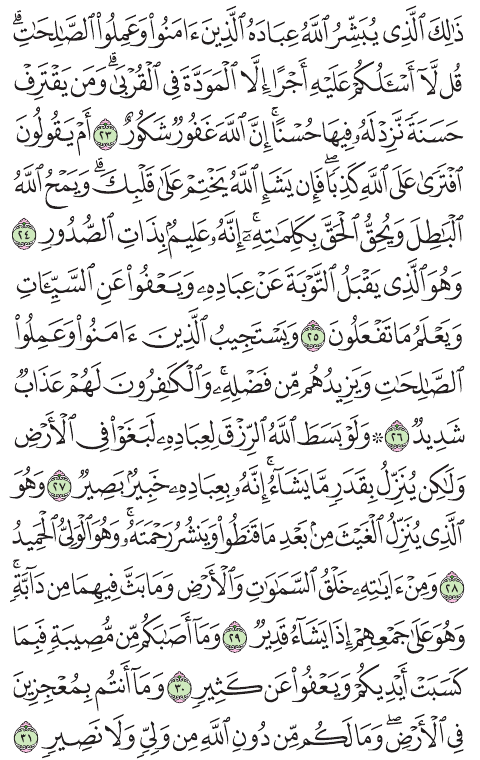 ذَٰلِكَ ٱلَّذِى يُبَشِّرُ ٱللَّهُ عِبَادَهُ ٱلَّذِينَ ءَامَنُوا۟ وَعَمِلُوا۟ ٱلصَّـٰلِحَـٰتِ ۗ
قُل لَّآ أَسْـَٔلُكُمْ عَلَيْهِ أَجْرًا إِلَّا ٱلْمَوَدَّةَ فِى ٱلْقُرْبَىٰ ۗ وَمَن يَقْتَرِفْ
حَسَنَةً نَّزِدْ لَهُۥ فِيهَا حُسْنًا ۚ إِنَّ ٱللَّهَ غَفُورٌ شَكُورٌ ٢٣ أَمْ يَقُولُونَ
ٱفْتَرَىٰ عَلَى ٱللَّهِ كَذِبًا ۖ فَإِن يَشَإِ ٱللَّهُ يَخْتِمْ عَلَىٰ قَلْبِكَ ۗ وَيَمْحُ ٱللَّهُ
ٱلْبَـٰطِلَ وَيُحِقُّ ٱلْحَقَّ بِكَلِمَـٰتِهِۦٓ ۚ إِنَّهُۥ عَلِيمٌۢ بِذَاتِ ٱلصُّدُورِ ٢٤
وَهُوَ ٱلَّذِى يَقْبَلُ ٱلتَّوْبَةَ عَنْ عِبَادِهِۦ وَيَعْفُوا۟ عَنِ ٱلسَّيِّـَٔاتِ
وَيَعْلَمُ مَا تَفْعَلُونَ ٢٥ وَيَسْتَجِيبُ ٱلَّذِينَ ءَامَنُوا۟ وَعَمِلُوا۟
ٱلصَّـٰلِحَـٰتِ وَيَزِيدُهُم مِّن فَضْلِهِۦ ۚ وَٱلْكَـٰفِرُونَ لَهُمْ عَذَابٌ
شَدِيدٌ ٢٦ ۞ وَلَوْ بَسَطَ ٱللَّهُ ٱلرِّزْقَ لِعِبَادِهِۦ لَبَغَوْا۟ فِى ٱلْأَرْضِ
وَلَـٰكِن يُنَزِّلُ بِقَدَرٍ مَّا يَشَآءُ ۚ إِنَّهُۥ بِعِبَادِهِۦ خَبِيرٌۢ بَصِيرٌ ٢٧ وَهُوَ
ٱلَّذِى يُنَزِّلُ ٱلْغَيْثَ مِنۢ بَعْدِ مَا قَنَطُوا۟ وَيَنشُرُ رَحْمَتَهُۥ ۚ وَهُوَ ٱلْوَلِىُّ ٱلْحَمِيدُ
٢٨ وَمِنْ ءَايَـٰتِهِۦ خَلْقُ ٱلسَّمَـٰوَٰتِ وَٱلْأَرْضِ وَمَا بَثَّ فِيهِمَا مِن دَآبَّةٍ ۚ
وَهُوَ عَلَىٰ جَمْعِهِمْ إِذَا يَشَآءُ قَدِيرٌ ٢٩ وَمَآ أَصَـٰبَكُم مِّن مُّصِيبَةٍ فَبِمَا
كَسَبَتْ أَيْدِيكُمْ وَيَعْفُوا۟ عَن كَثِيرٍ ٣٠ وَمَآ أَنتُم بِمُعْجِزِينَ
فِى ٱلْأَرْضِ ۖ وَمَا لَكُم مِّن دُونِ ٱللَّهِ مِن وَلِىٍّ وَلَا نَصِيرٍ ٣١